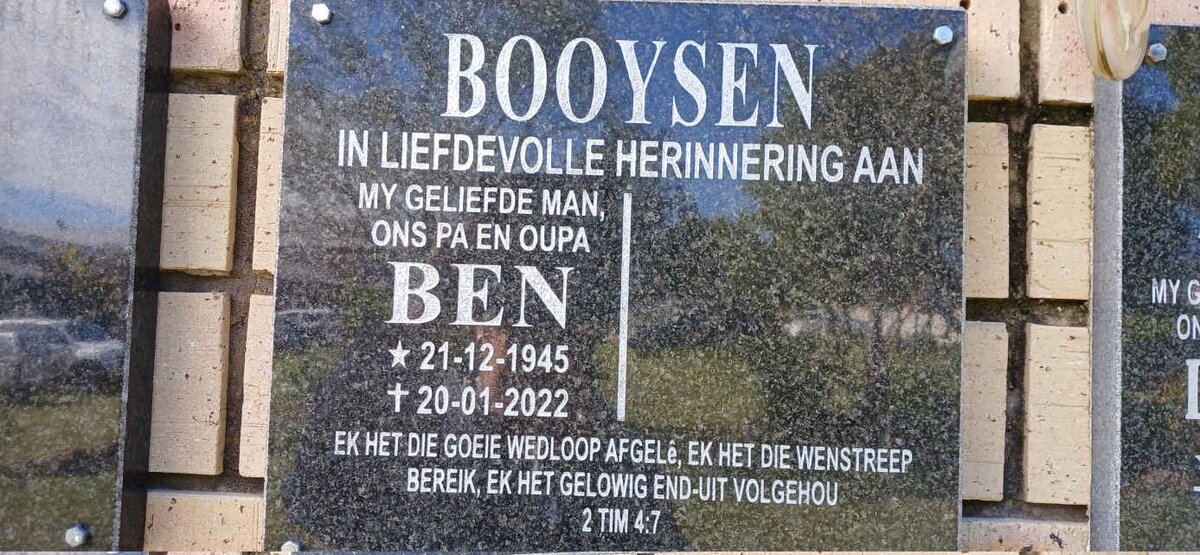 BOOYSEN
IN LIEFDEVOLLE HERINNERING AAN
MY GELIEFDE MAN,
ONS PA EN OUPA
BEN
★ 21-12-1945
✝ 20-01-2022
EK HET DIE GOEIE WEDLOOP AFGELê, EK HET DIE WENSTREEP
BEREIK, EK HET GELOWIG END-UIT VOLGEHOU
2 TIM 4:7
MY